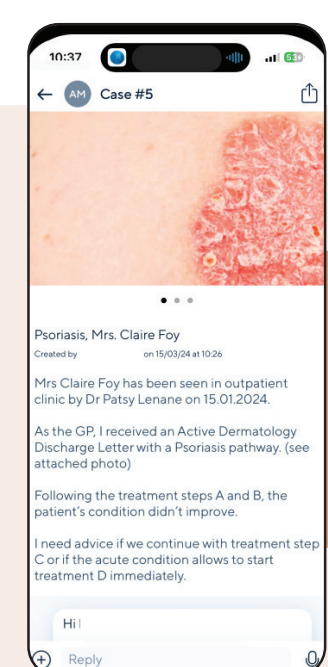 10:37
53
AM Case #5
Psoriasis, Mrs. Claire Foy
Created by on 15/03/24 at 10:26
Mrs Claire Foy has been seen in outpatient
clinic by Dr Patsy Lenane on 15.01.2024.
As the GP, I received an Active Dermatology
Discharge Letter with a Psoriasis pathway. (see
attached photo)
Following the treatment steps A and B, the
patient's condition didn't improve.
I need advice if we continue with treatment step
C or if the acute condition allows to start
treatment D immediately.
Hi
Reply